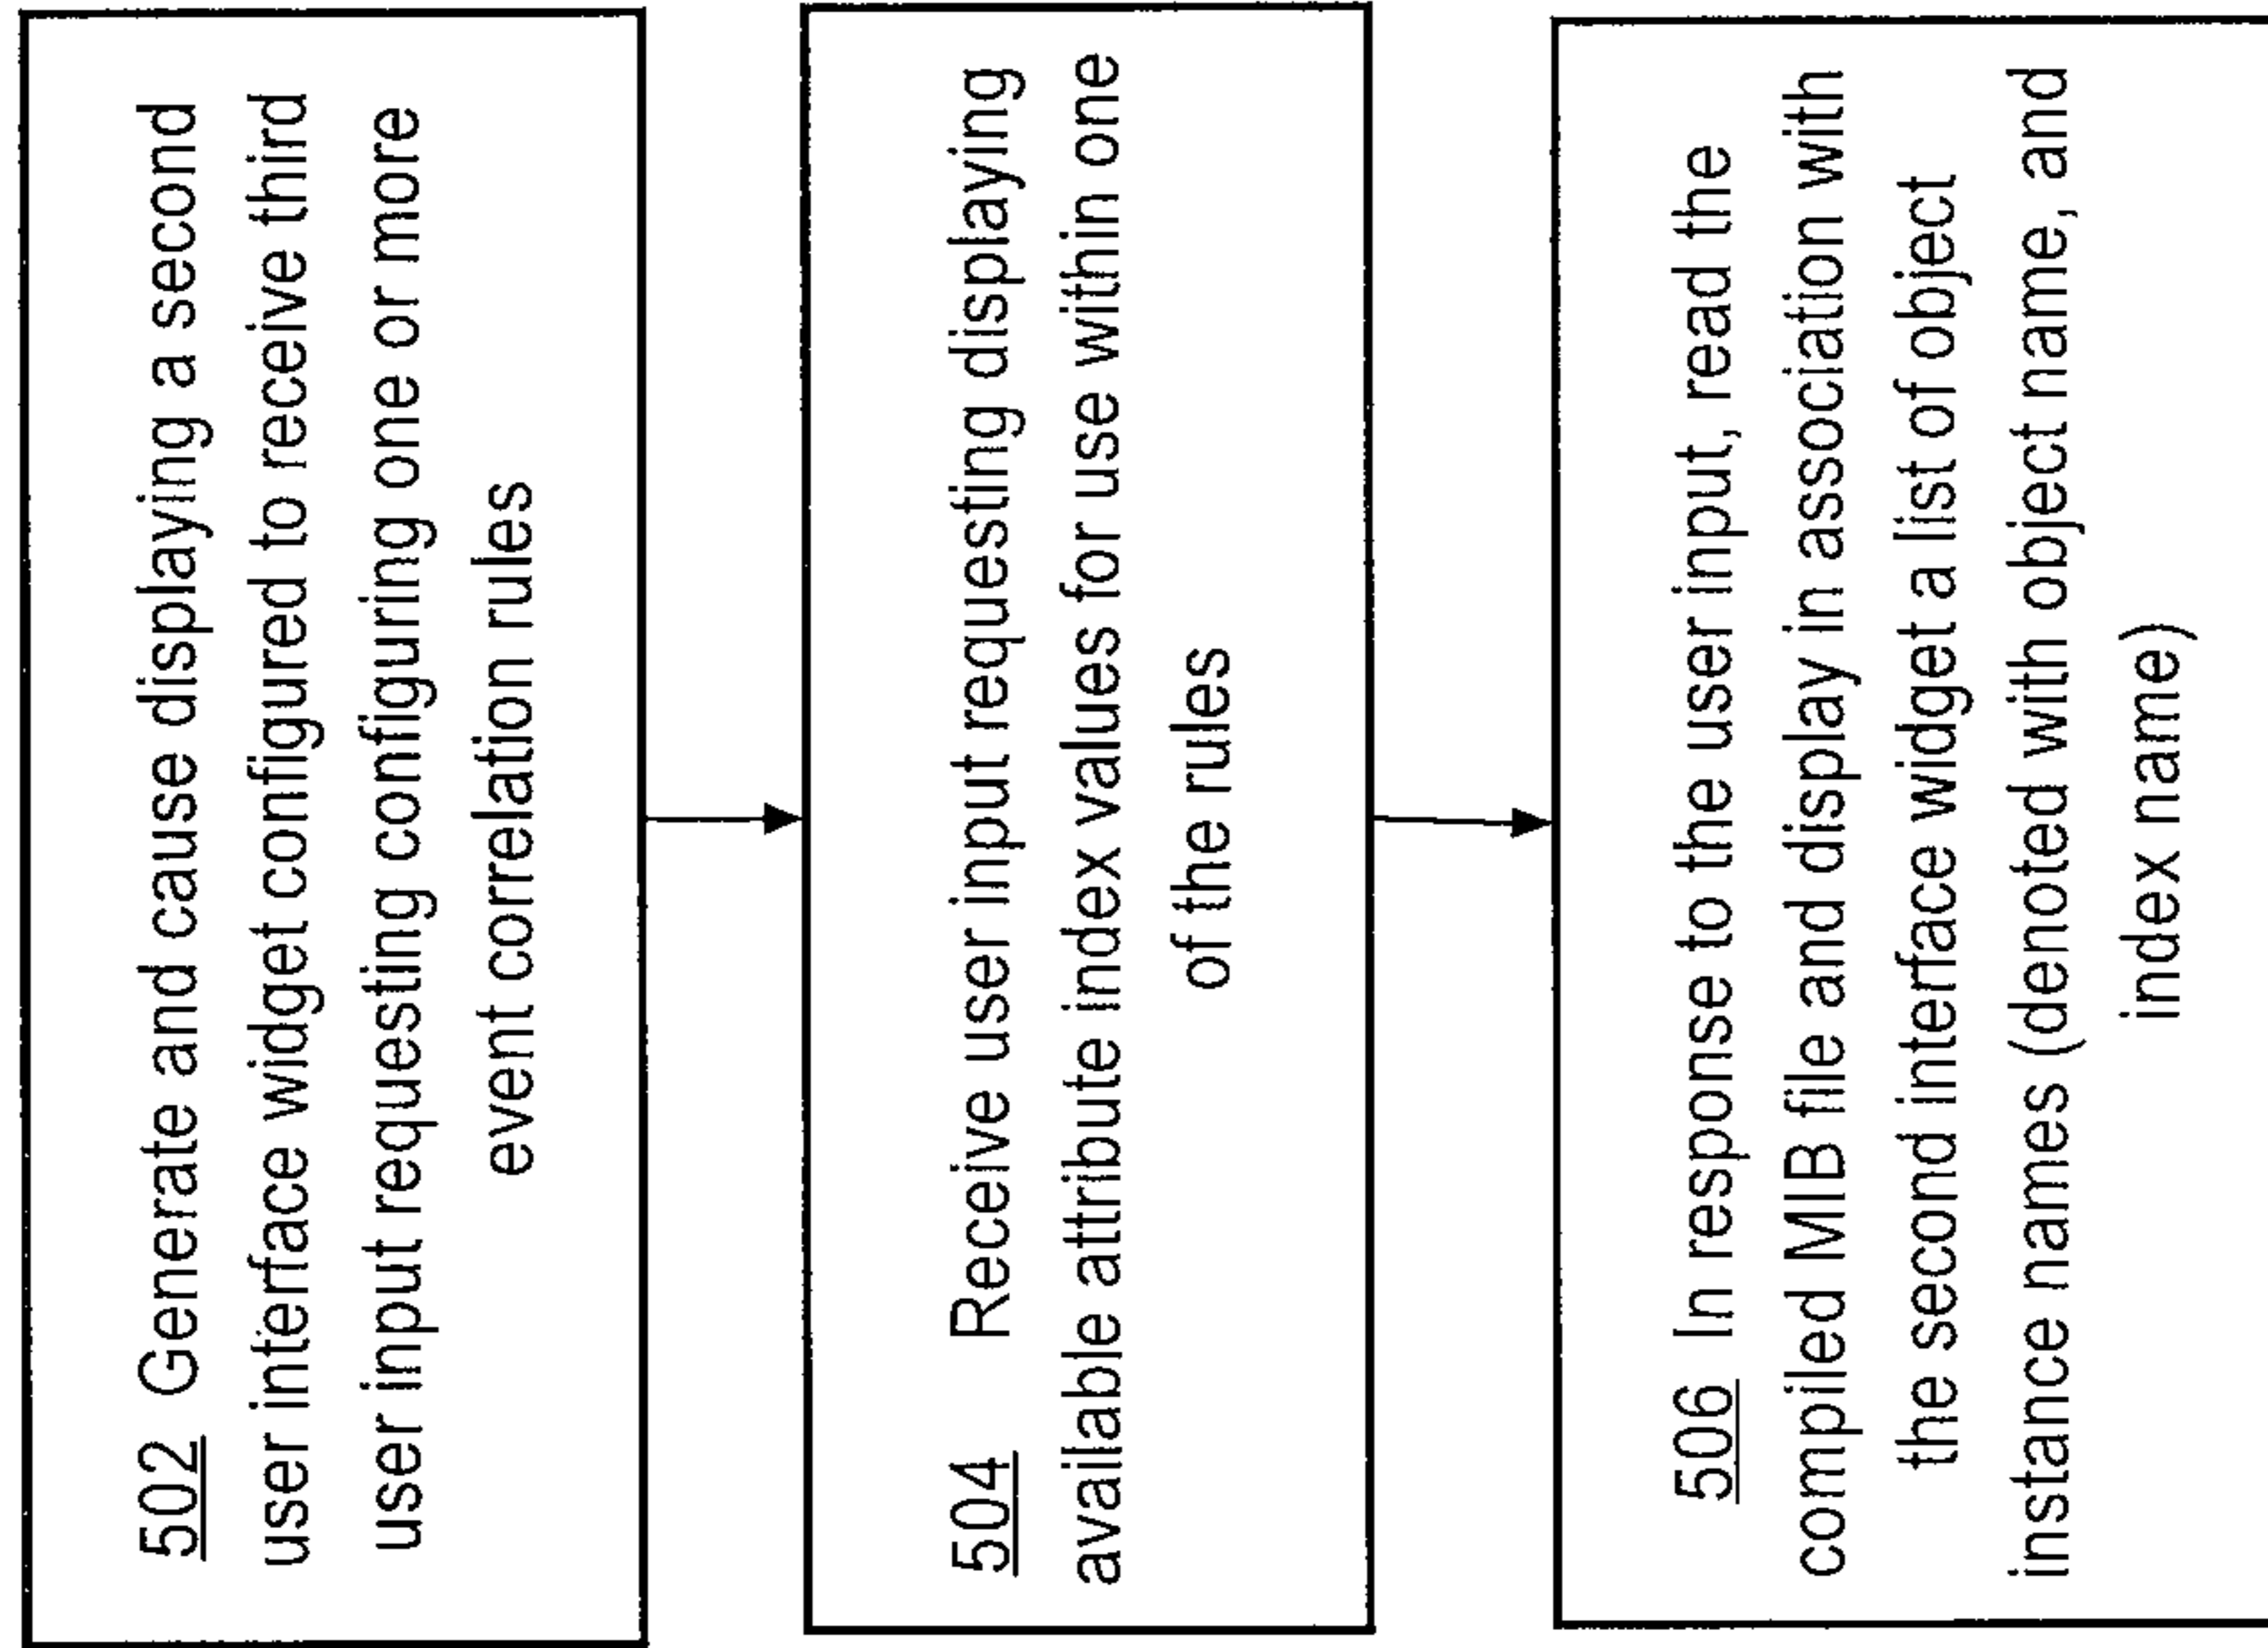 502 Generate and cause displaying a second
user interface widget configured to receive third
user input requesting configuring one or more
event correlation rules
504 Receive user input requesting displaying
available attribute index values for use within one
of the rules
506 In response to the user input, read the
compiled MIB file and display in association with
the second interface widget a list of object
instance names (denoted with object name, and
index name)